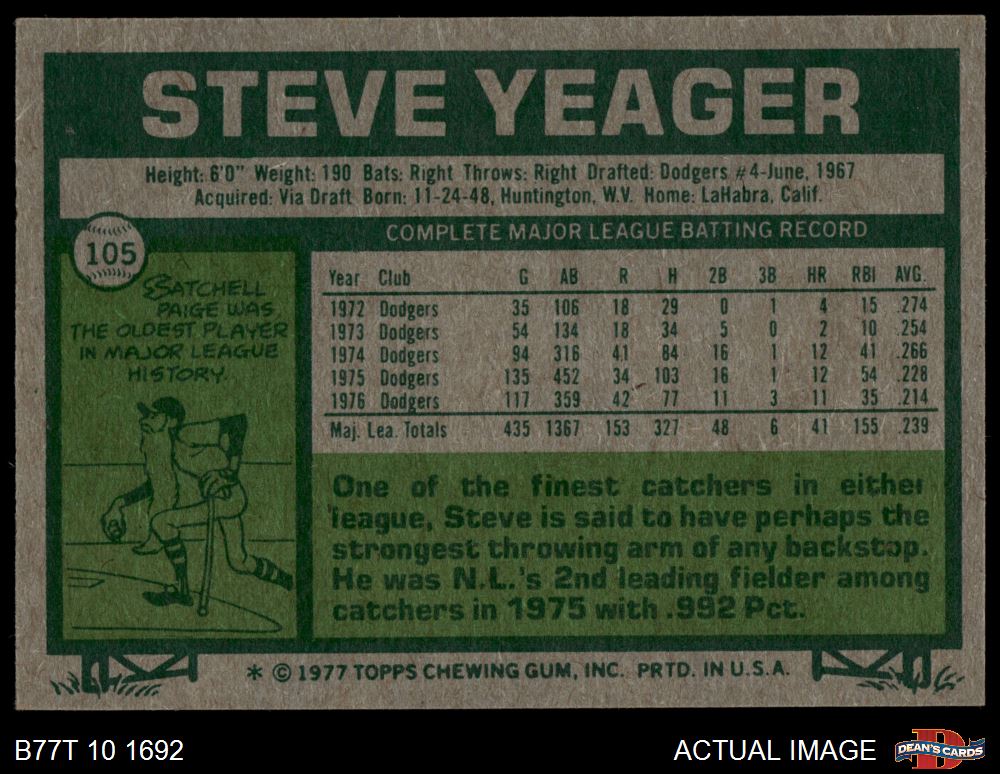 STEVE YEAGER
Height: 6'0" Weight: 190 Bats: Right Throws: Right Drafted: Dodgers #4-June, 1967
Acquired: Via Draft Born: 11-24-48, Huntington, W.V. Home: LaHabra, Calif.
105
COMPLETE MAJOR LEAGUE BATTING RECORD
SATCHELL
PAIGE WAS
THE OLDEST PLAYER
IN MAJOR LEAGUE
HISTORY.
Year Club G AB R H 2B 3B HR RBI AVG.
1972 Dodgers 35 106 18 29 0 1 4 15 .274
1973 Dodgers 54 134 18 34 5 0 2 10 .254
1974 Dodgers 94 316 41 84 16 1 12 41 .266
1975 Dodgers 135 452 34 103 16 1 12 54 .228
1976 Dodgers 117 359 42 77 11 3 11 35 .214
Maj. Lea. Totals 435 1367 153 327 48 6 41 155 .239
One of the finest catchers in either
league, Steve is said to have perhaps the
strongest throwing arm of any backstop.
He was N.L.'s 2nd leading fielder among
catchers in 1975 with .992 Pct.
* © 1977 TOPPS CHEWING GUM, INC. PRTD. IN U.S.A.
B77T 10 1692
ACTUAL IMAGE
D
DEAN'S CARDS